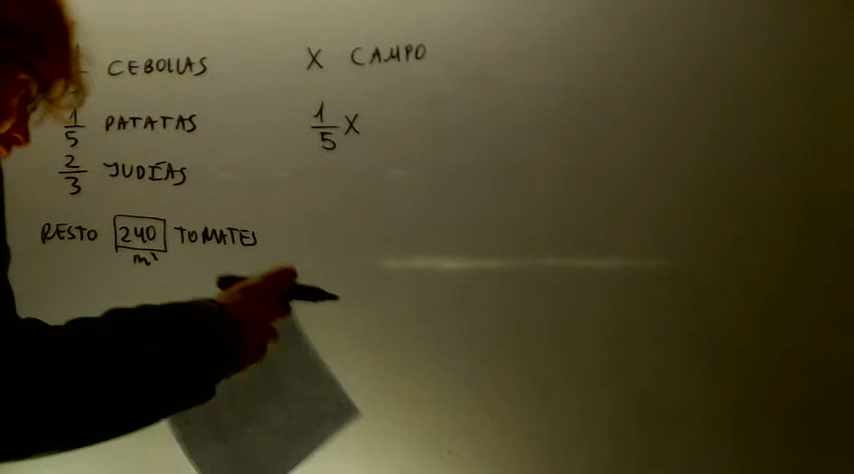 CEBOLLAS
X CAMPO
1/5 PATATAS
1/5 X
2/3 JUDÍAS
RESTO 240 TOMATES
m²